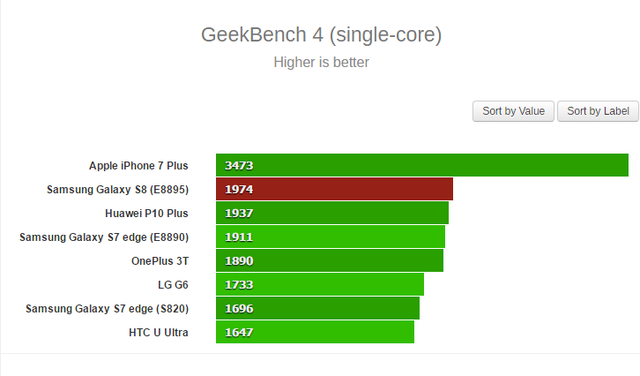 GeekBench 4 (single-core)
Higher is better
Sort by Value Sort by Label
Apple iPhone 7 Plus 3473
Samsung Galaxy S8 (E8895) 1974
Huawei P10 Plus 1937
Samsung Galaxy S7 edge (E8890) 1911
OnePlus 3T 1890
LG G6 1733
Samsung Galaxy S7 edge (S820) 1696
HTC U Ultra 1647